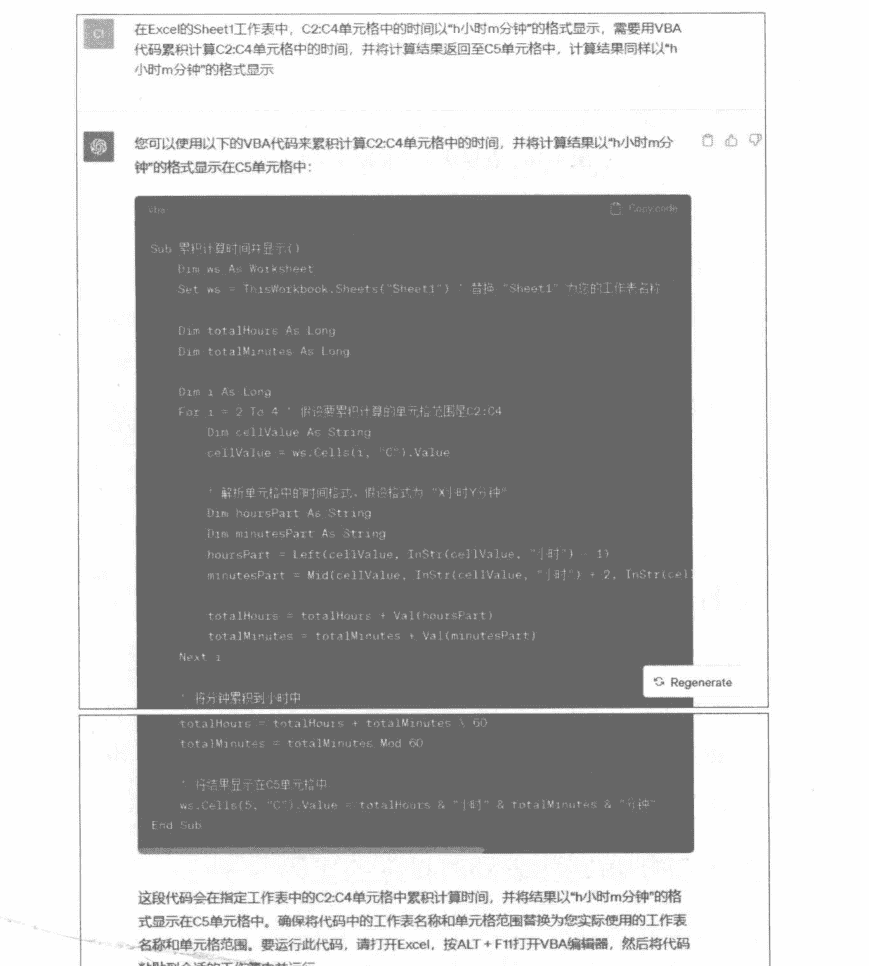 C1
在Excel的Sheet1工作表中，C2:C4单元格中的时间以“h小时m分钟”的格式显示，需要用VBA
代码累积计算C2:C4单元格中的时间，并将计算结果返回至C5单元格中，计算结果同样以“h
小时m分钟”的格式显示
您可以使用以下的VBA代码来累积计算C2:C4单元格中的时间，并将计算结果以“h小时m分
钟”的格式显示在C5单元格中：
vba Copy code
Sub 累积计算时间并显示()
Dim ws As Worksheet
Set ws = ThisWorkbook.Sheets("Sheet1") ' 替换 "Sheet1" 为您的工作表名称
Dim totalHours As Long
Dim totalMinutes As Long
Dim i As Long
For i = 2 To 4 ' 假设要累积计算的单元格范围是C2:C4
Dim cellValue As String
cellValue = ws.Cells(i, "C").Value
' 解析单元格中的时间格式，假设格式为 "X小时Y分钟"
Dim hoursPart As String
Dim minutesPart As String
hoursPart = Left(cellValue, InStr(cellValue, "小时") - 1)
minutesPart = Mid(cellValue, InStr(cellValue, "小时") + 2, InStr(cell
totalHours = totalHours + Val(hoursPart)
totalMinutes = totalMinutes + Val(minutesPart)
Next i
Regenerate
' 将分钟累积到小时中
totalHours = totalHours + totalMinutes \ 60
totalMinutes = totalMinutes Mod 60
' 将结果显示在C5单元格中
ws.Cells(5, "C").Value = totalHours & "小时" & totalMinutes & "分钟"
End Sub
这段代码会在指定工作表中的C2:C4单元格中累积计算时间，并将结果以“h小时m分钟”的格
式显示在C5单元格中。确保将代码中的工作表名称和单元格范围替换为您实际使用的工作表
名称和单元格范围。要运行此代码，请打开Excel，按ALT + F11打开VBA编辑器，然后将代码